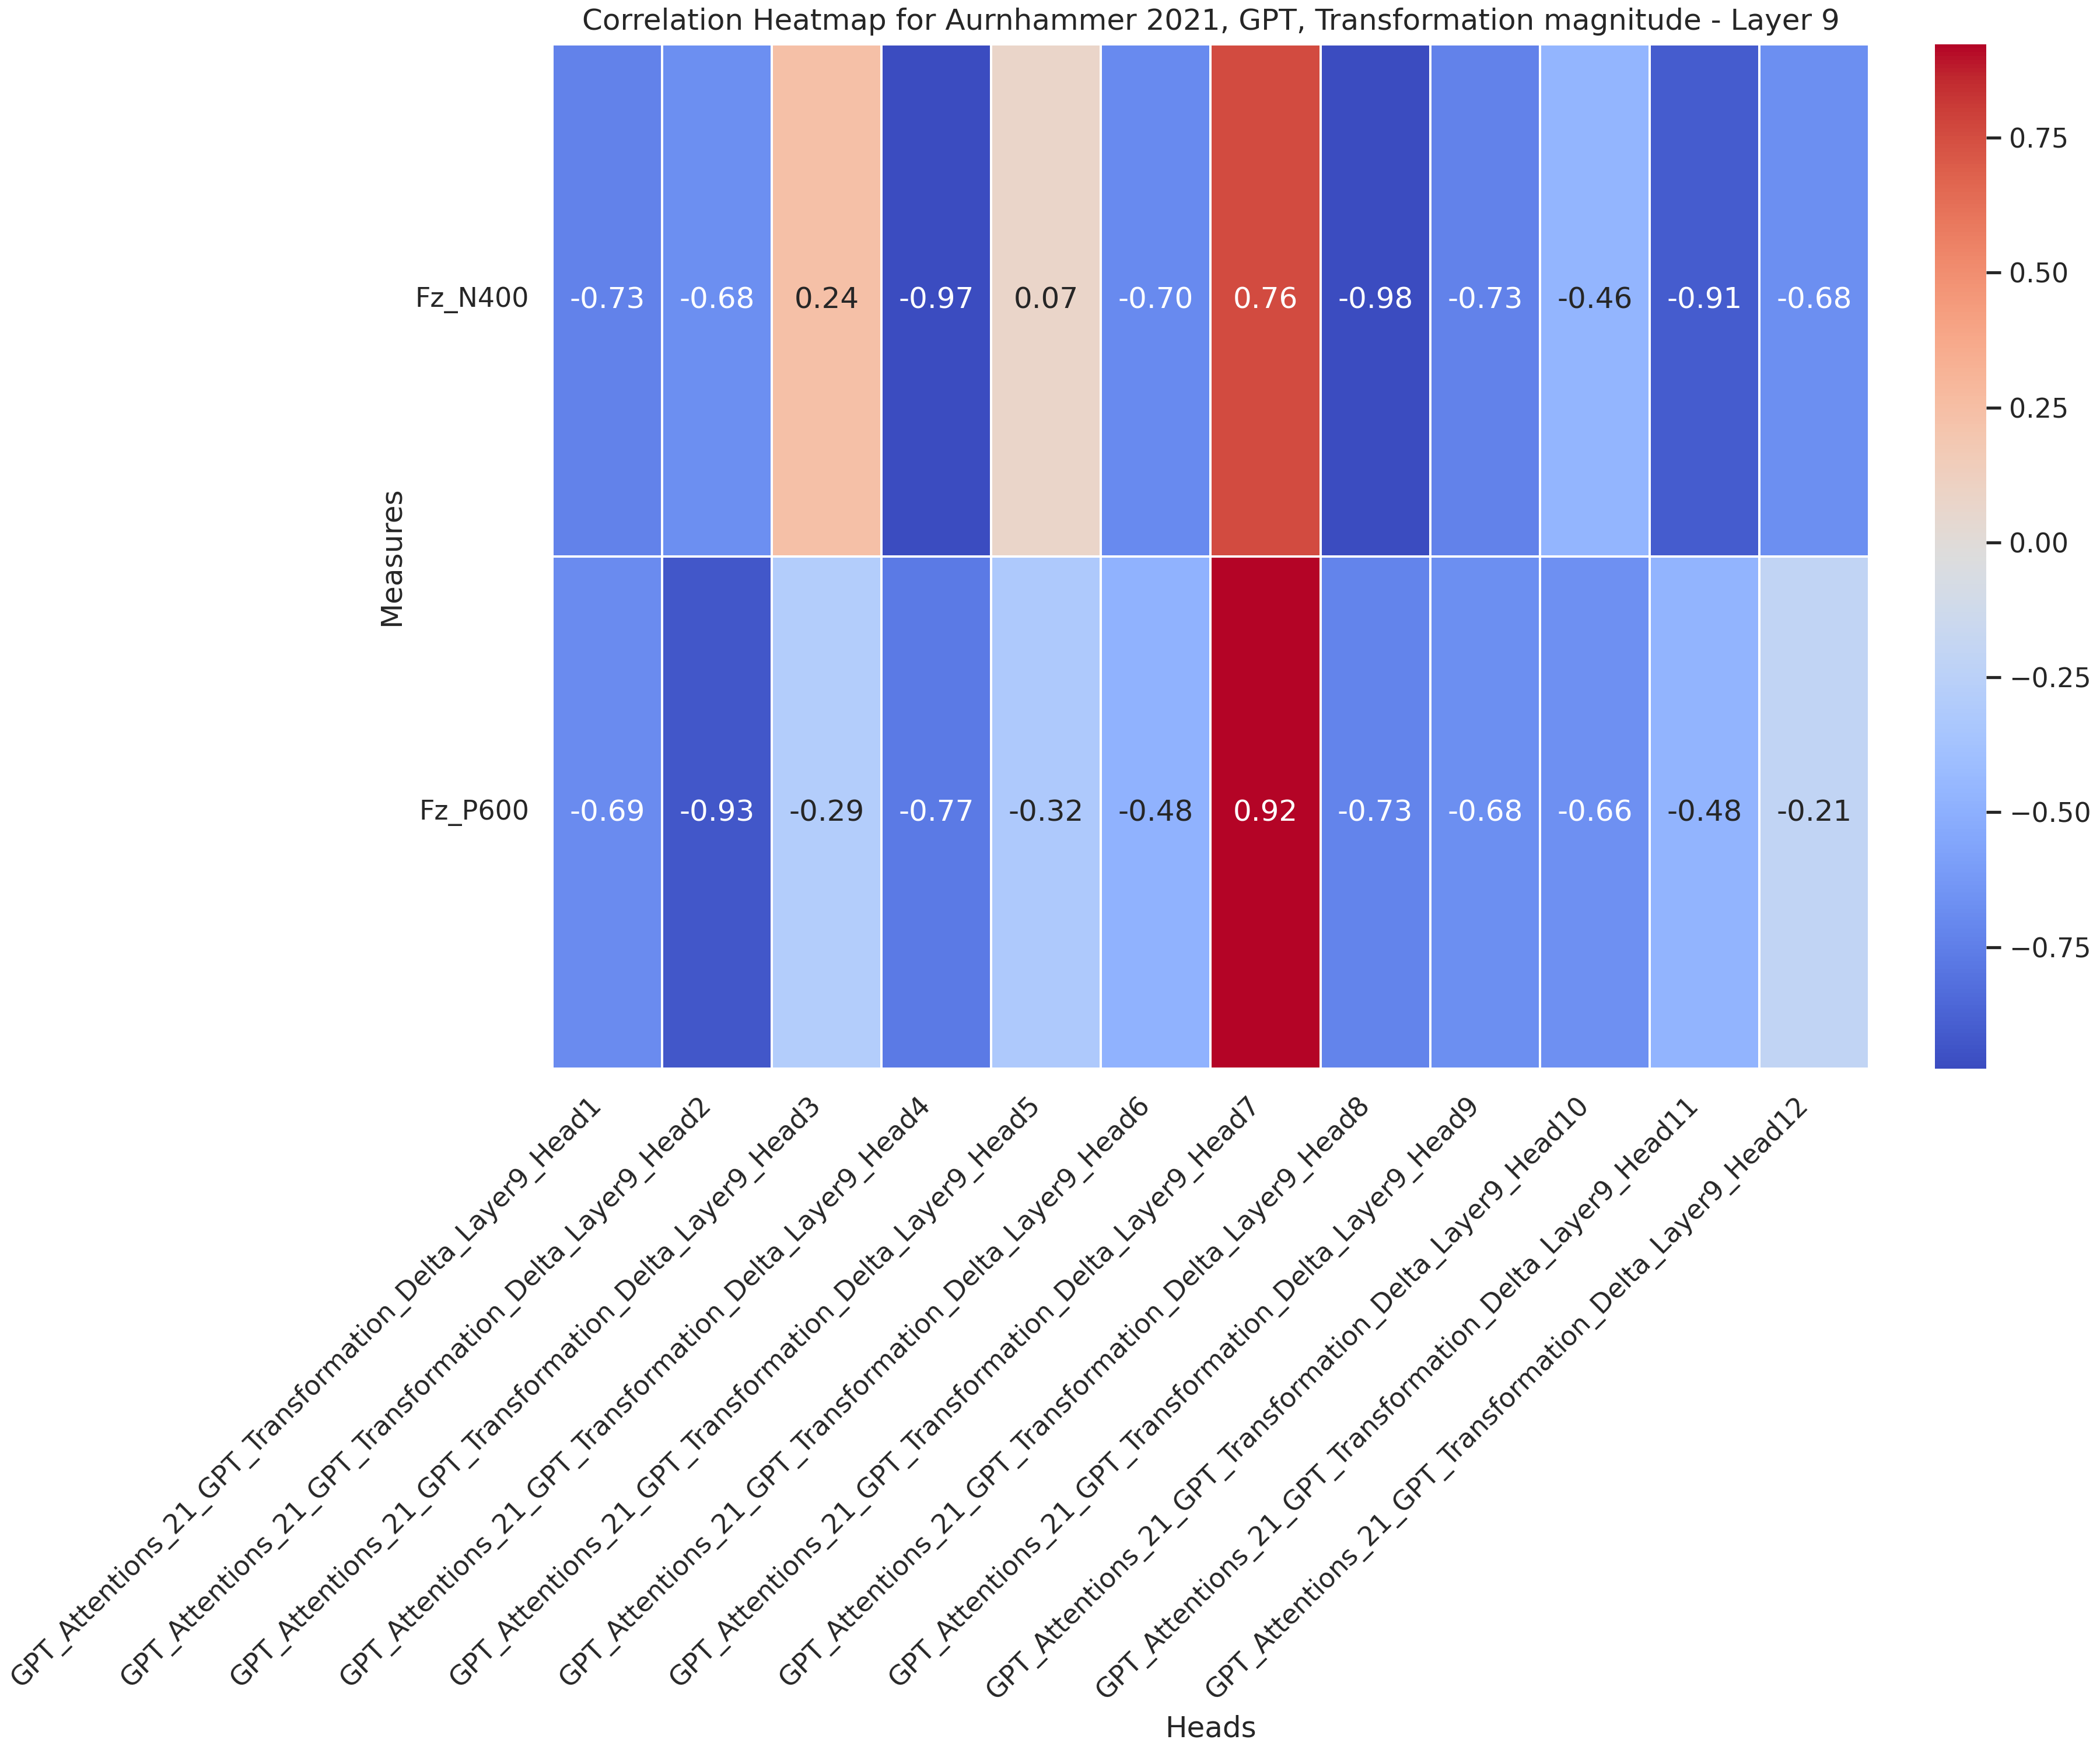 Correlation Heatmap for Aurnhammer 2021, GPT, Transformation magnitude - Layer 9
Measures
Fz_N400
-0.73 -0.68 0.24 -0.97 0.07 -0.70 0.76 -0.98 -0.73 -0.46 -0.91 -0.68
Fz_P600
-0.69 -0.93 -0.29 -0.77 -0.32 -0.48 0.92 -0.73 -0.68 -0.66 -0.48 -0.21
0.75
0.50
0.25
0.00
−0.25
−0.50
−0.75
GPT_Attentions_21_GPT_Transformation_Delta_Layer9_Head1
GPT_Attentions_21_GPT_Transformation_Delta_Layer9_Head2
GPT_Attentions_21_GPT_Transformation_Delta_Layer9_Head3
GPT_Attentions_21_GPT_Transformation_Delta_Layer9_Head4
GPT_Attentions_21_GPT_Transformation_Delta_Layer9_Head5
GPT_Attentions_21_GPT_Transformation_Delta_Layer9_Head6
GPT_Attentions_21_GPT_Transformation_Delta_Layer9_Head7
GPT_Attentions_21_GPT_Transformation_Delta_Layer9_Head8
GPT_Attentions_21_GPT_Transformation_Delta_Layer9_Head9
GPT_Attentions_21_GPT_Transformation_Delta_Layer9_Head10
GPT_Attentions_21_GPT_Transformation_Delta_Layer9_Head11
GPT_Attentions_21_GPT_Transformation_Delta_Layer9_Head12
Heads